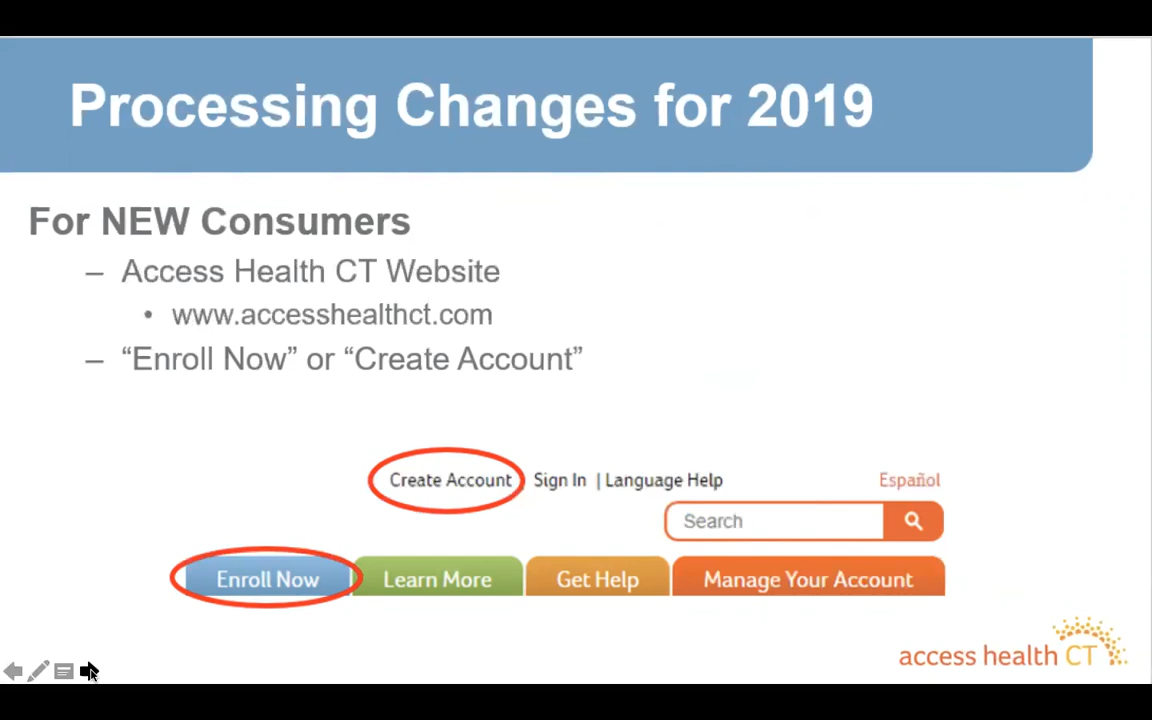 Processing Changes for 2019
For NEW Consumers
– Access Health CT Website
• www.accesshealthct.com
– “Enroll Now” or “Create Account”
Create Account Sign In | Language Help Español
Search
Enroll Now Learn More Get Help Manage Your Account
access health CT